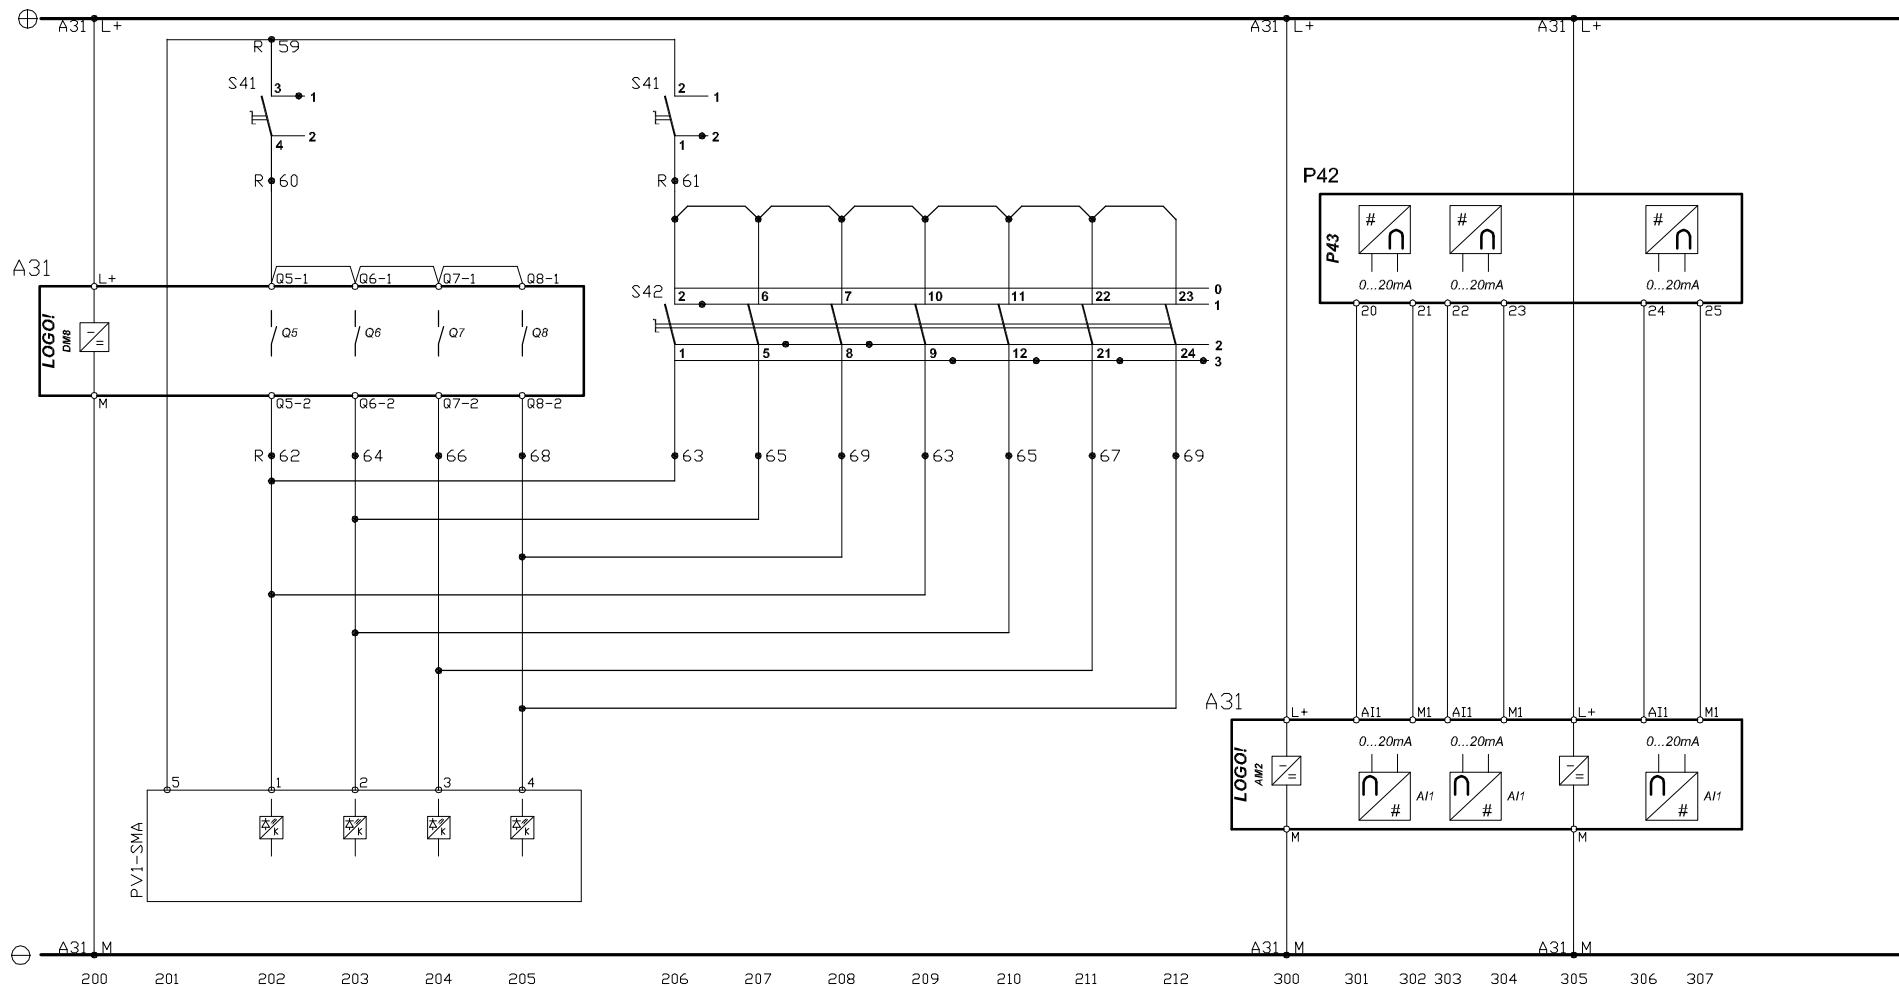 A31 L+ A31 L+ A31 L+
R 59
S41 3 1 S41 2 1
2 2
4 1
R 60 R 61
P42
P43 # # #
0...20mA 0...20mA 0...20mA
A31 L+ Q5-1 Q6-1 Q7-1 Q8-1
S42 2 6 7 10 11 22 23 0
1
20 21 22 23 24 25
LOGO! DM8 Q5 Q6 Q7 Q8
2
1 5 8 9 12 21 24 3
M Q5-2 Q6-2 Q7-2 Q8-2
R 62 64 66 68 63 65 69 63 65 67 69
A31 L+ AI1 M1 AI1 M1 L+ AI1 M1
0...20mA 0...20mA 0...20mA
LOGO! AM2 AI1 AI1 AI1
# # #
M M
5 1 2 3 4
K K K K
PV1-SMA
A31 M A31 M A31 M
200 201 202 203 204 205 206 207 208 209 210 211 212 300 301 302 303 304 305 306 307